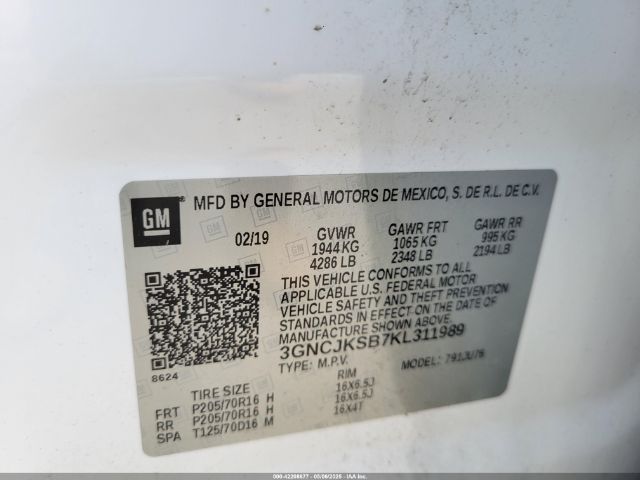 GM
MFD BY GENERAL MOTORS DE MEXICO, S. DE R.L. DE C.V.
02/19 GVWR GAWR FRT GAWR RR
1944 KG 1065 KG 995 KG
4286 LB 2348 LB 2194 LB
THIS VEHICLE CONFORMS TO ALL
APPLICABLE U.S. FEDERAL MOTOR
VEHICLE SAFETY AND THEFT PREVENTION
STANDARDS IN EFFECT ON THE DATE OF
MANUFACTURE SHOWN ABOVE.
3GNCJKSB7KL311989
TYPE: M.P.V. MODEL: 791JU76
8624
TIRE SIZE RIM
FRT P205/70R16 H 16X6.5J
RR P205/70R16 H 16X6.5J
SPA T125/70D16 M 16X4T
000-42398677 - 05/06/2025 - IAA Inc.